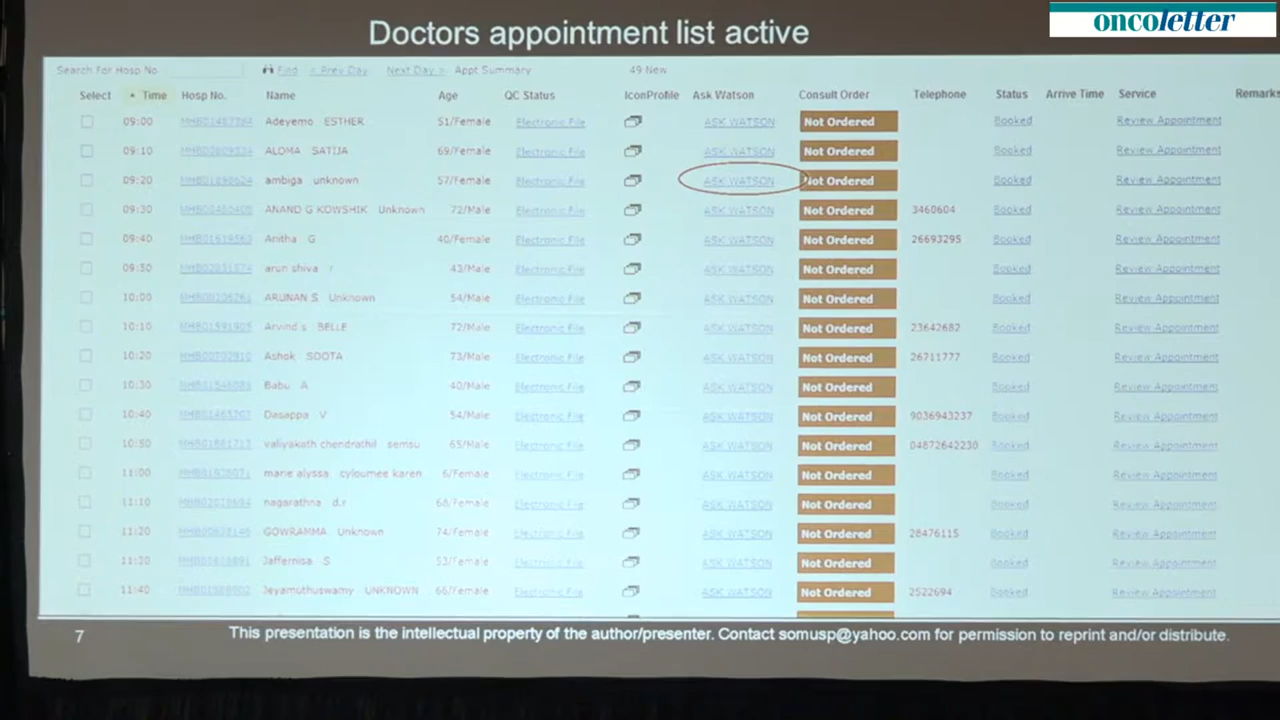 oncoletter
Doctors appointment list active
Search For Hosp No Find < Prev Day Next Day > Appt Summary 49 New
Select Time Hosp No. Name Age QC Status IconProfile Ask Watson Consult Order Telephone Status Arrive Time Service Remarks
09:00 Adeyemo ESTHER 51/Female Electronic File ASK WATSON Not Ordered Booked Review Appointment
09:10 ALOMA SATIJA 69/Female Electronic File ASK WATSON Not Ordered Booked Review Appointment
09:20 ambiga unknown 57/Female Electronic File ASK WATSON Not Ordered Booked Review Appointment
09:30 ANAND G KOWSHIK Unknown 72/Male Electronic File ASK WATSON Not Ordered 3460604 Booked Review Appointment
09:40 Anitha G 40/Female Electronic File ASK WATSON Not Ordered 26693295 Booked Review Appointment
09:50 arun shiva 43/Male Electronic File ASK WATSON Not Ordered Booked Review Appointment
10:00 ARUNAN S Unknown 54/Male Electronic File ASK WATSON Not Ordered Booked Review Appointment
10:10 Arvind s BELLE 72/Male Electronic File ASK WATSON Not Ordered 23642682 Booked Review Appointment
10:20 Ashok SOOTA 73/Male Electronic File ASK WATSON Not Ordered 26711777 Booked Review Appointment
10:30 Babu A 40/Male Electronic File ASK WATSON Not Ordered Booked Review Appointment
10:40 Dasappa V 54/Male Electronic File ASK WATSON Not Ordered 9036943237 Booked Review Appointment
10:50 valiyakath chendrathil semsu 65/Male Electronic File ASK WATSON Not Ordered 04872642230 Booked Review Appointment
11:00 marie alyssa cyloumee karen 6/Female Electronic File ASK WATSON Not Ordered Booked Review Appointment
11:10 nagarathna d.r 68/Female Electronic File ASK WATSON Not Ordered Booked Review Appointment
11:20 GOWRAMMA Unknown 74/Female Electronic File ASK WATSON Not Ordered 28476115 Booked Review Appointment
11:30 Jaffernisa S 53/Female Electronic File ASK WATSON Not Ordered Booked Review Appointment
11:40 Jeyamuthuswamy UNKNOWN 66/Female Electronic File ASK WATSON Not Ordered 2522694 Booked Review Appointment
7 This presentation is the intellectual property of the author/presenter. Contact somusp@yahoo.com for permission to reprint and/or distribute.